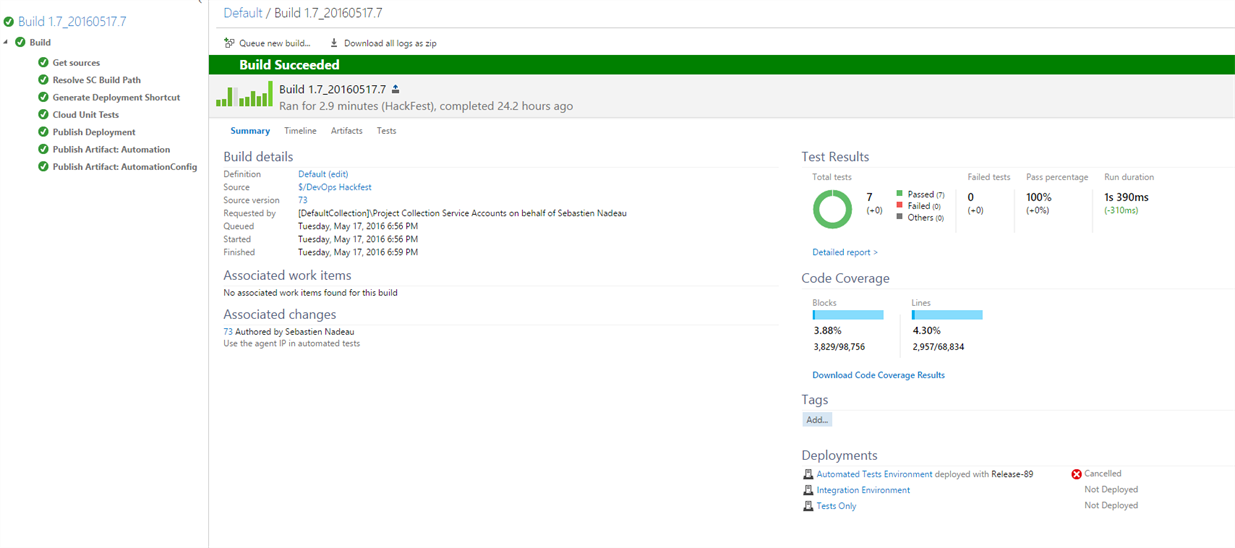 Build 1.7_20160517.7
Build
Get sources
Resolve SC Build Path
Generate Deployment Shortcut
Cloud Unit Tests
Publish Deployment
Publish Artifact: Automation
Publish Artifact: AutomationConfig
Default / Build 1.7_20160517.7
Queue new build... Download all logs as zip
Build Succeeded
Build 1.7_20160517.7
Ran for 2.9 minutes (HackFest), completed 24.2 hours ago
Summary Timeline Artifacts Tests
Build details
Definition Default (edit)
Source $/DevOps Hackfest
Source version 73
Requested by [DefaultCollection]\Project Collection Service Accounts on behalf of Sebastien Nadeau
Queued Tuesday, May 17, 2016 6:56 PM
Started Tuesday, May 17, 2016 6:56 PM
Finished Tuesday, May 17, 2016 6:59 PM
Associated work items
No associated work items found for this build
Associated changes
73 Authored by Sebastien Nadeau
Use the agent IP in automated tests
Test Results
Total tests Failed tests Pass percentage Run duration
7 Passed (7) 0 100% 1s 390ms
(+0) Failed (0) (+0) (+0%) (-310ms)
Others (0)
Detailed report >
Code Coverage
Blocks Lines
3.88% 4.30%
3,829/98,756 2,957/68,834
Download Code Coverage Results
Tags
Add...
Deployments
Automated Tests Environment deployed with Release-89 Cancelled
Integration Environment Not Deployed
Tests Only Not Deployed